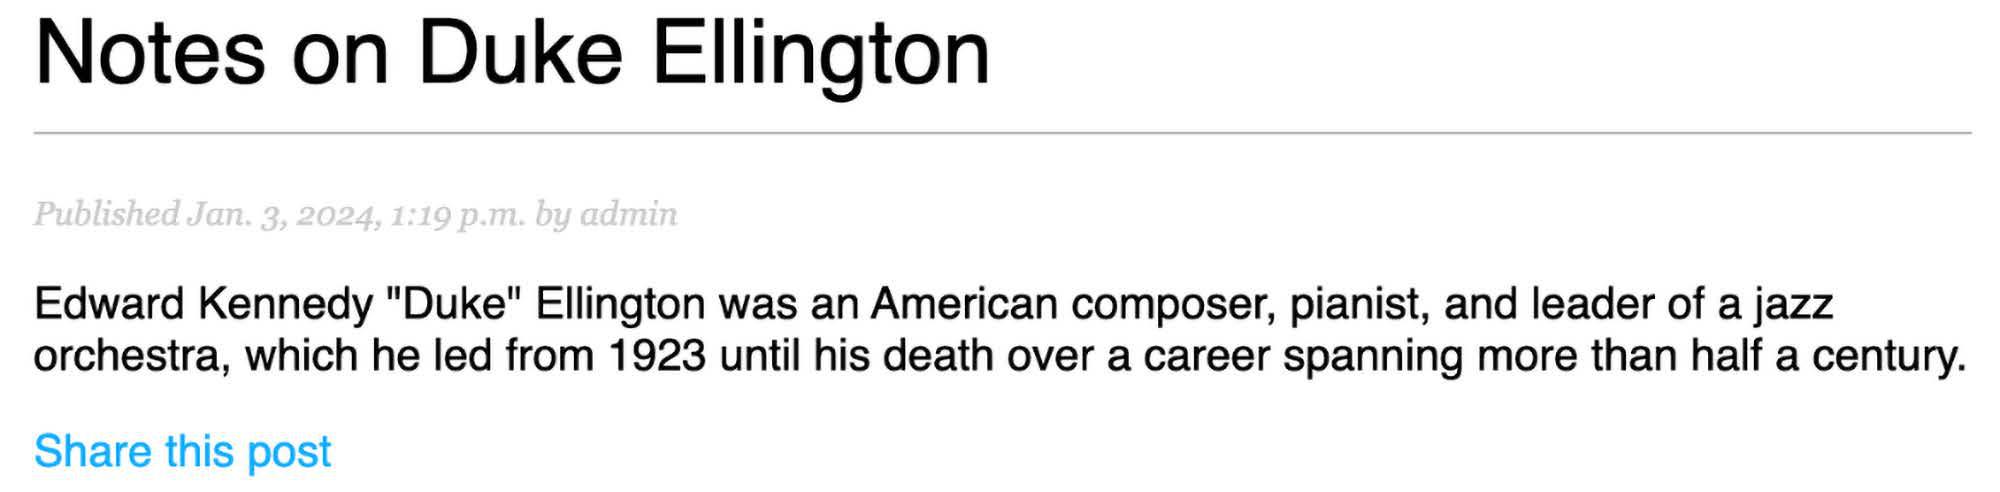 Notes on Duke Ellington
Published Jan. 3, 2024, 1:19 p.m. by admin
Edward Kennedy "Duke" Ellington was an American composer, pianist, and leader of a jazz
orchestra, which he led from 1923 until his death over a career spanning more than half a century.
Share this post